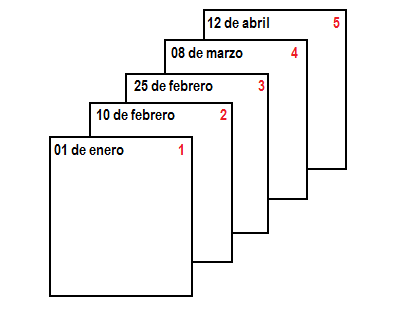 12 de abril 5
08 de marzo 4
25 de febrero 3
10 de febrero 2
01 de enero 1